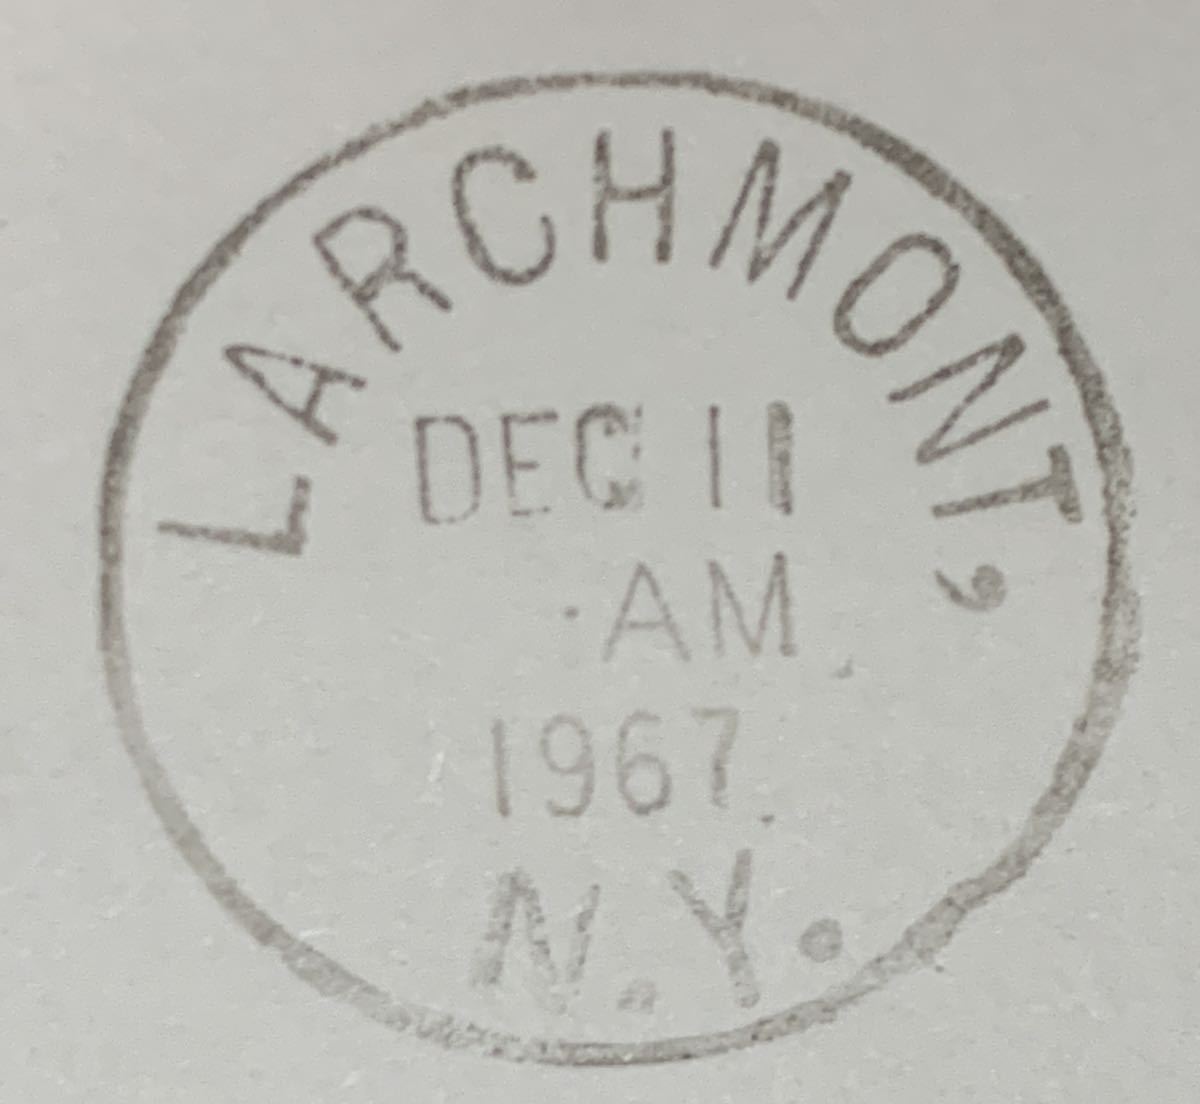 LARCHMONT,
DEC 11
AM
1967
N.Y.